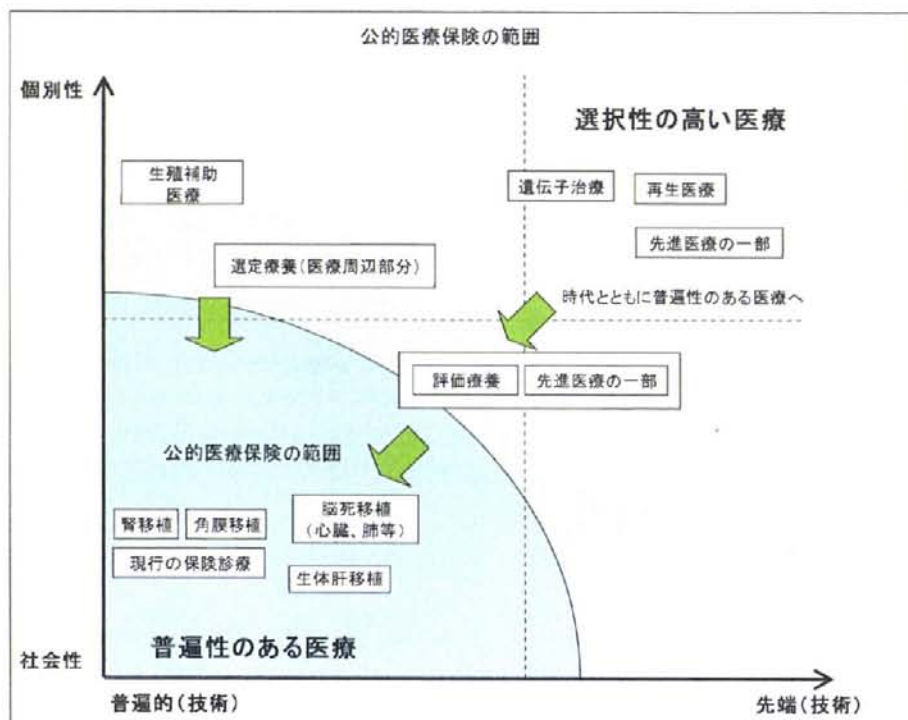 公的医療保険の範囲
個別性
選択性の高い医療
生殖補助
医療
遺伝子治療
再生医療
先進医療の一部
選定療養（医療周辺部分）
時代とともに普遍性のある医療へ
評価療養
先進医療の一部
公的医療保険の範囲
腎移植
角膜移植
脳死移植
（心臓、肺等）
現行の保険診療
生体肝移植
普遍性のある医療
社会性
普遍的（技術）
先端（技術）